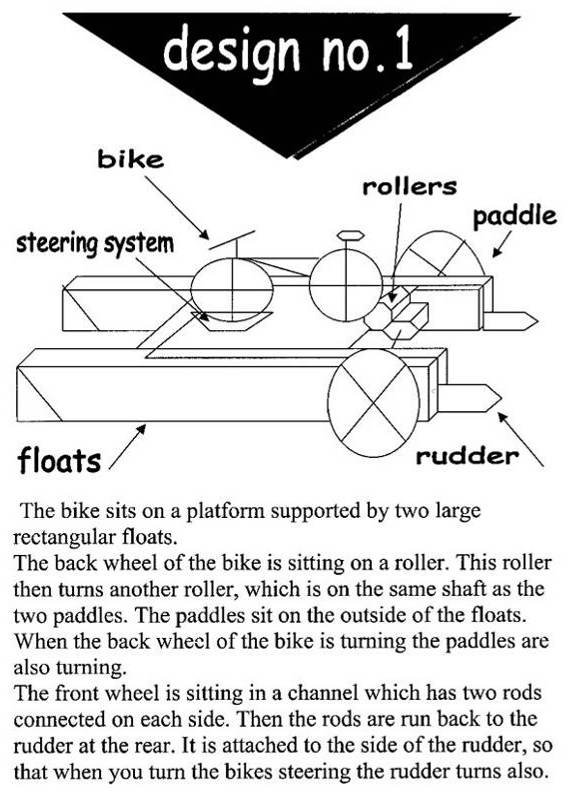 design no.1
bike
rollers
paddle
steering system
floats
rudder
The bike sits on a platform supported by two large
rectangular floats.
The back wheel of the bike is sitting on a roller. This roller
then turns another roller, which is on the same shaft as the
two paddles. The paddles sit on the outside of the floats.
When the back wheel of the bike is turning the paddles are
also turning.
The front wheel is sitting in a channel which has two rods
connected on each side. Then the rods are run back to the
rudder at the rear. It is attached to the side of the rudder, so
that when you turn the bikes steering the rudder turns also.